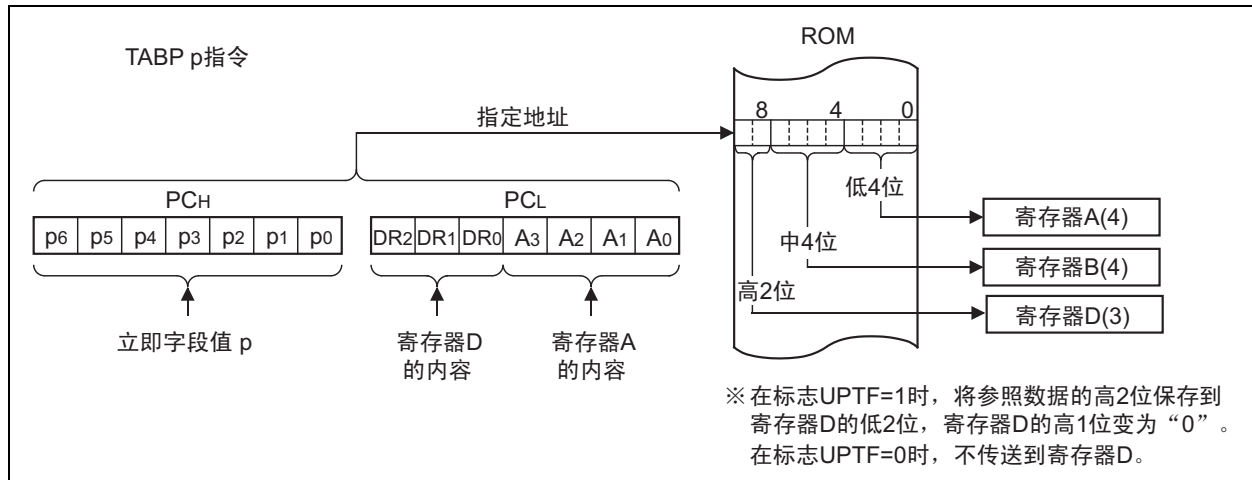 TABP p指令
ROM
指定地址
8 4 0
PCH
PCL
低4位
p6 p5 p4 p3 p2 p1 p0
DR2 DR1 DR0 A3 A2 A1 A0
寄存器A(4)
中4位
寄存器B(4)
高2位
寄存器D(3)
立即字段值 p
寄存器D
的内容
寄存器A
的内容
※ 在标志UPTF=1时，将参照数据的高2位保存到
寄存器D的低2位，寄存器D的高1位变为“0”。
在标志UPTF=0时，不传送到寄存器D。